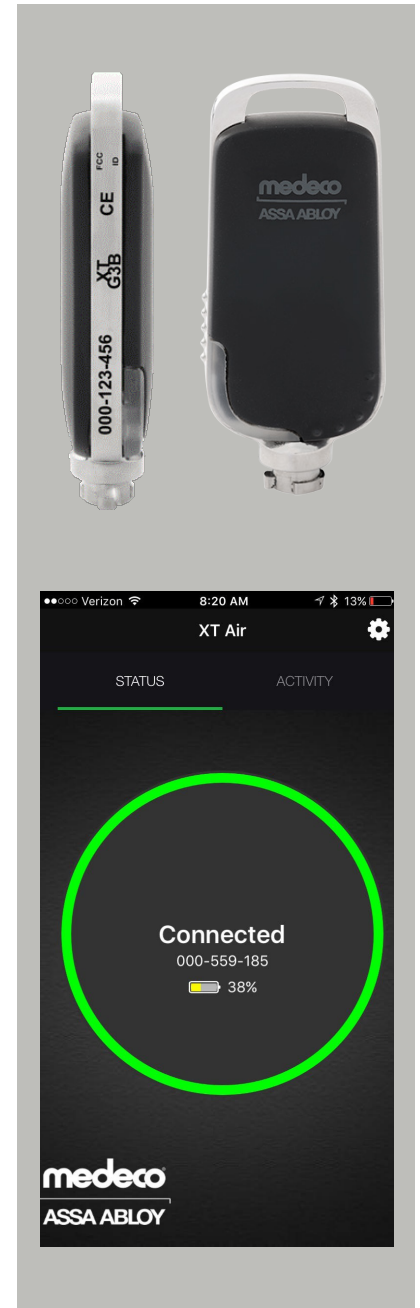 FCC
ID
CE
XT
G3B
000-123-456
medeco
ASSA ABLOY
Verizon 8:20 AM 13%
XT Air
STATUS ACTIVITY
Connected
000-559-185
38%
medeco
ASSA ABLOY